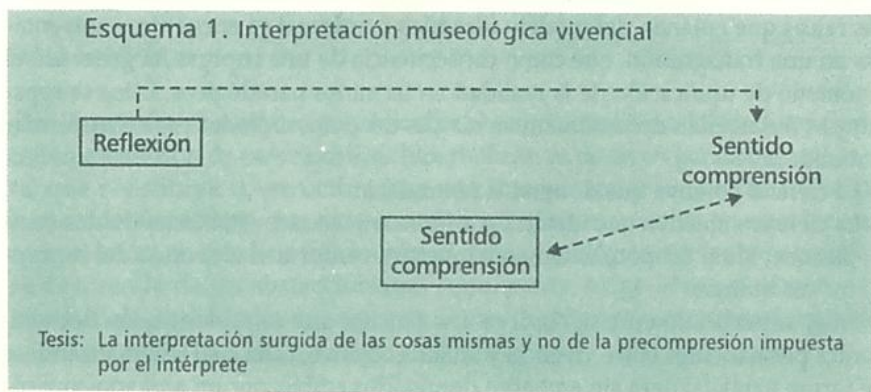 Esquema 1. Interpretación museológica vivencial
Reflexión
Sentido
comprensión
Sentido
comprensión
Tesis: La interpretación surgida de las cosas mismas y no de la precompresión impuesta
por el intérprete